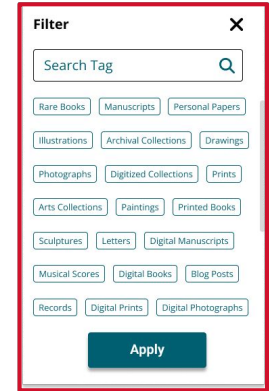 Filter
Search Tag
Rare Books Manuscripts Personal Papers
Illustrations Archival Collections Drawings
Photographs Digitized Collections Prints
Arts Collections Paintings Printed Books
Sculptures Letters Digital Manuscripts
Musical Scores Digital Books Blog Posts
Records Digital Prints Digital Photographs
Apply